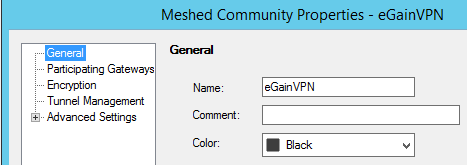 Meshed Community Properties - eGainVPN
General
Participating Gateways
Encryption
Tunnel Management
Advanced Settings
General
Name: eGainVPN
Comment:
Color: Black